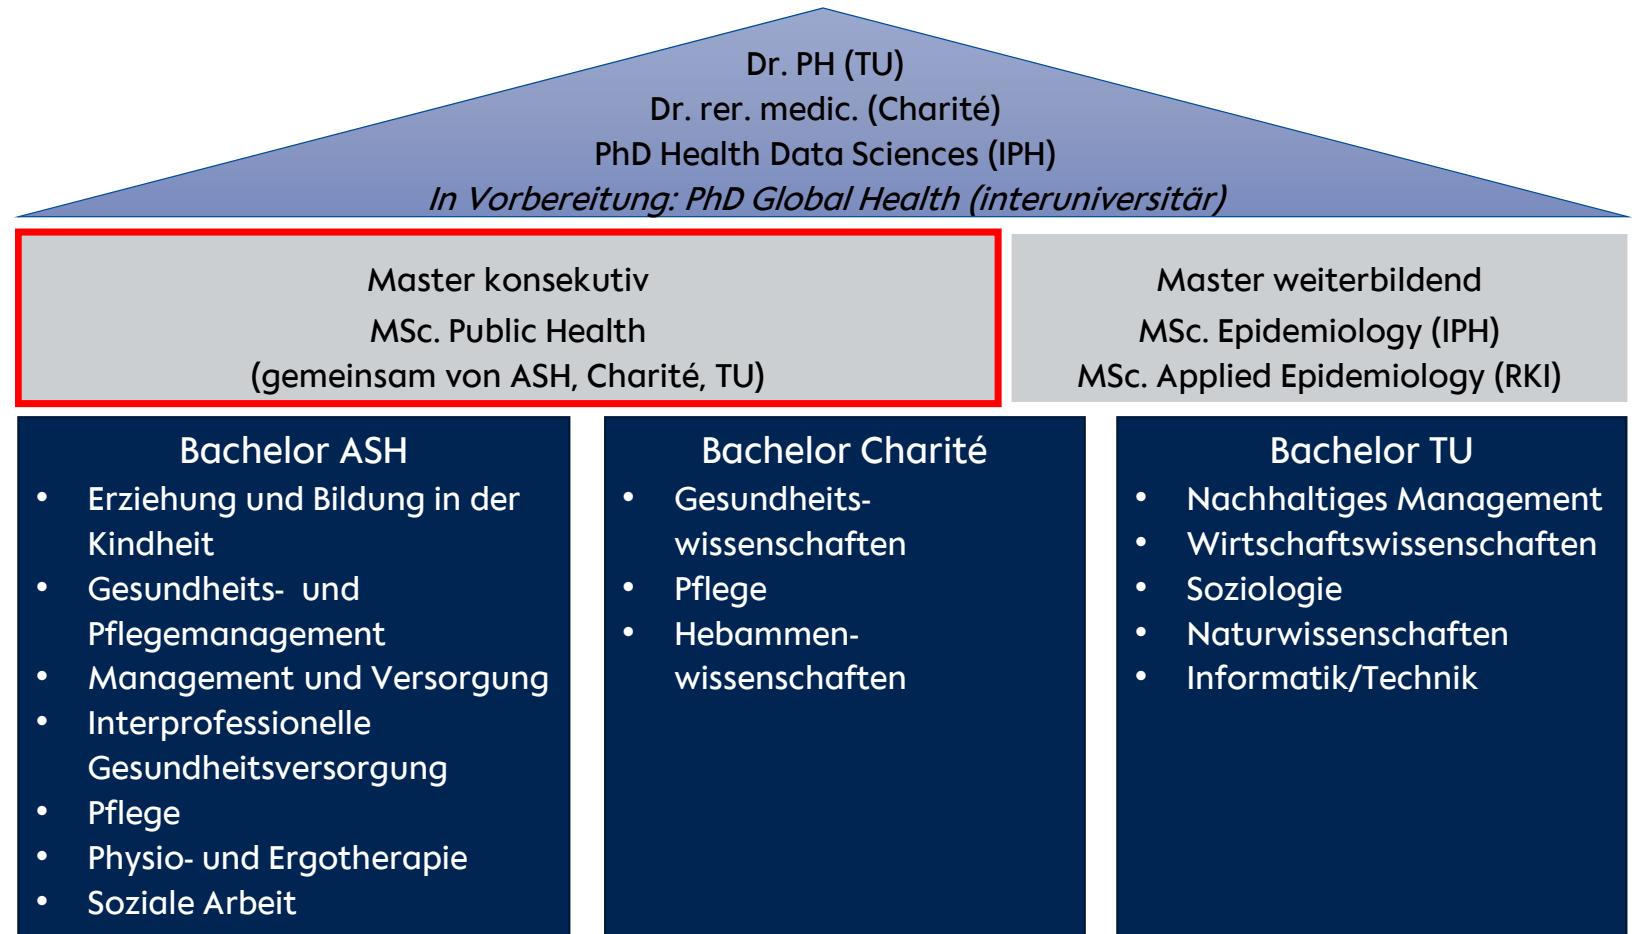 Dr. PH (TU)
Dr. rer. medic. (Charité)
PhD Health Data Sciences (IPH)
In Vorbereitung: PhD Global Health (interuniversitär)
Master konsekutiv
MSc. Public Health
(gemeinsam von ASH, Charité, TU)
Master weiterbildend
MSc. Epidemiology (IPH)
MSc. Applied Epidemiology (RKI)
Bachelor ASH
• Erziehung und Bildung in der
Kindheit
• Gesundheits- und
Pflegemanagement
• Management und Versorgung
• Interprofessionelle
Gesundheitsversorgung
• Pflege
• Physio- und Ergotherapie
• Soziale Arbeit
Bachelor Charité
• Gesundheits-
wissenschaften
• Pflege
• Hebammen-
wissenschaften
Bachelor TU
• Nachhaltiges Management
• Wirtschaftswissenschaften
• Soziologie
• Naturwissenschaften
• Informatik/Technik